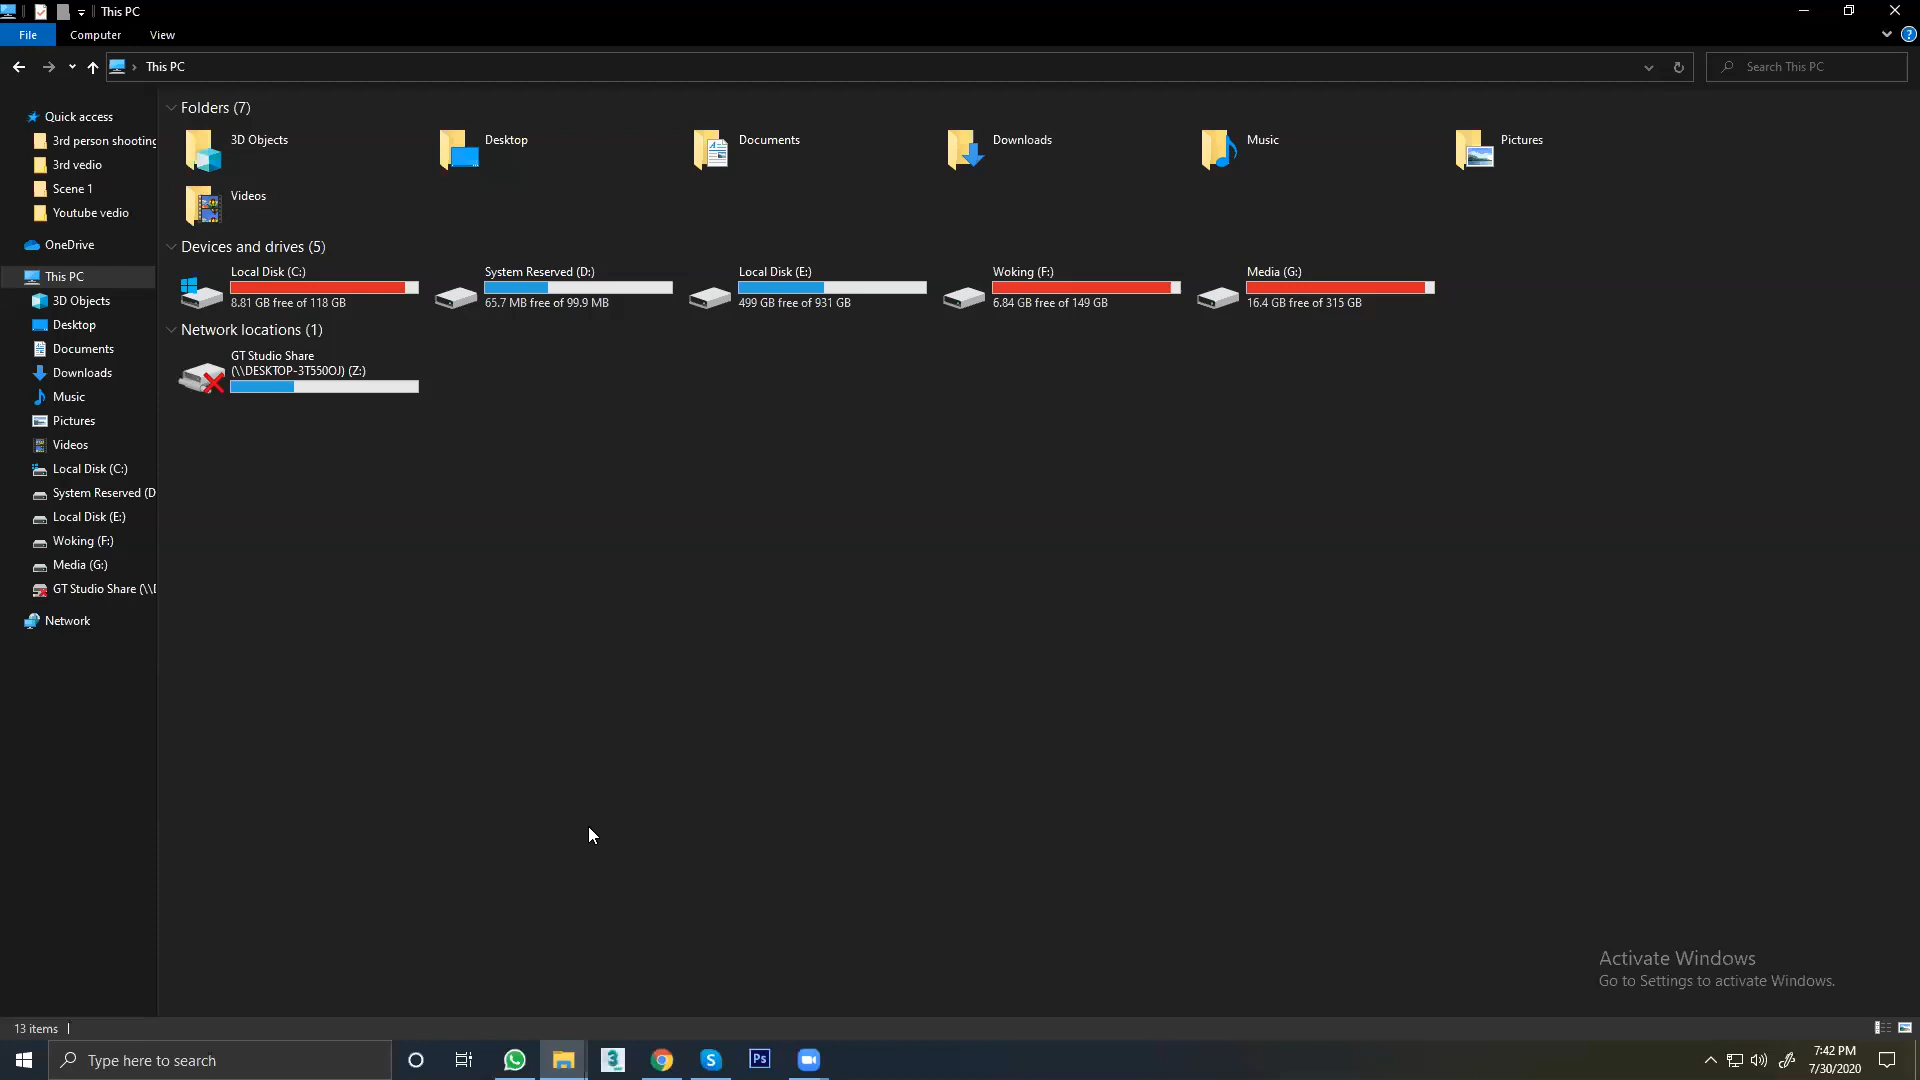 This PC
File
Computer
View
This PC
Search This PC
Quick access
3rd person shooting
3rd vedio
Scene 1
Youtube vedio
OneDrive
This PC
3D Objects
Desktop
Documents
Downloads
Music
Pictures
Videos
Local Disk (C:)
System Reserved (D
Local Disk (E:)
Woking (F:)
Media (G:)
GT Studio Share (\\D
Network
Folders (7)
3D Objects
Desktop
Documents
Downloads
Music
Pictures
Videos
Devices and drives (5)
Local Disk (C:)
8.81 GB free of 118 GB
System Reserved (D:)
65.7 MB free of 99.9 MB
Local Disk (E:)
499 GB free of 931 GB
Woking (F:)
6.84 GB free of 149 GB
Media (G:)
16.4 GB free of 315 GB
Network locations (1)
GT Studio Share
(\\DESKTOP-3T550OJ) (Z:)
Activate Windows
Go to Settings to activate Windows.
13 items
Type here to search
3
Ps
7:42 PM
7/30/2020